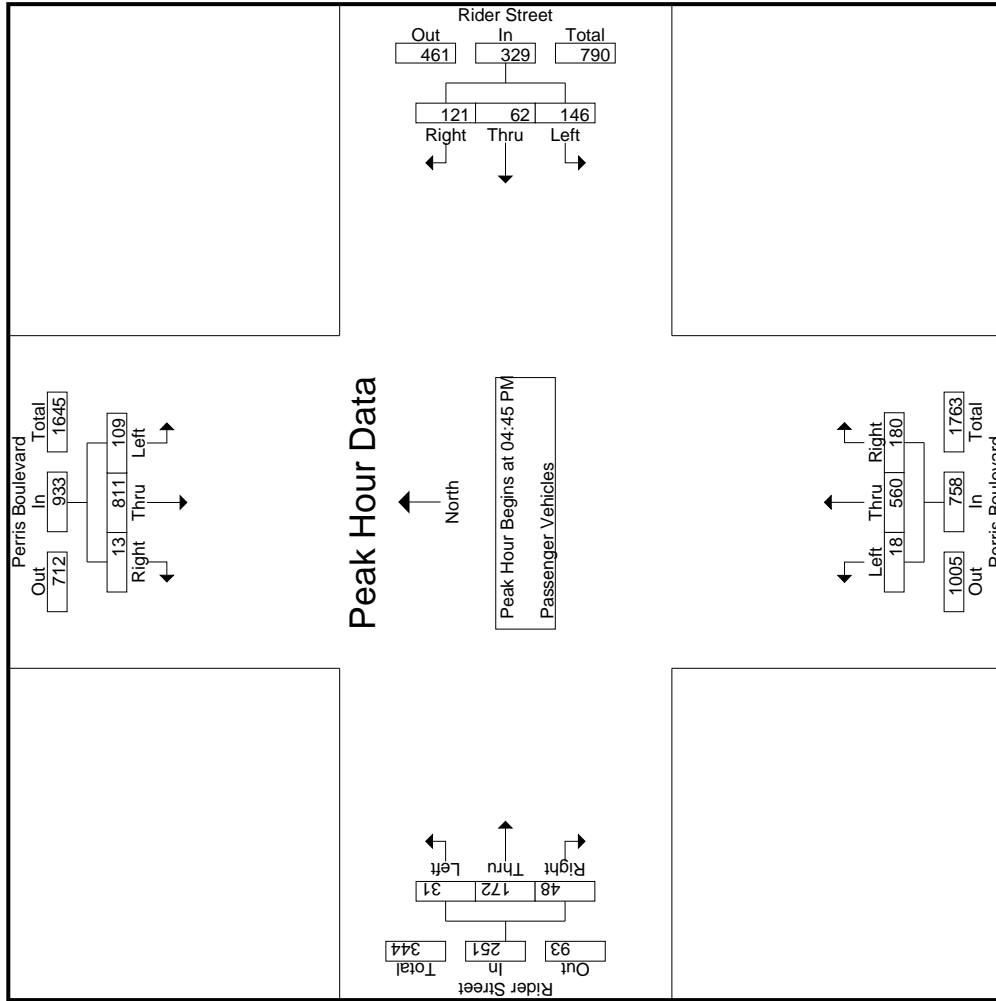 Rider Street
Out In Total
461 329 790
121 62 146
Right Thru Left
Perris Boulevard
Out In Total
712 933 1645
13 811 109
Right Thru Left
Peak Hour Data
North
Peak Hour Begins at 04:45 PM
Passenger Vehicles
Left Thru Right
18 560 180
1005 758 1763
Out In Total
Perris Boulevard
Left Thru Right
31 172 48
344 251 93
Total In Out
Rider Street